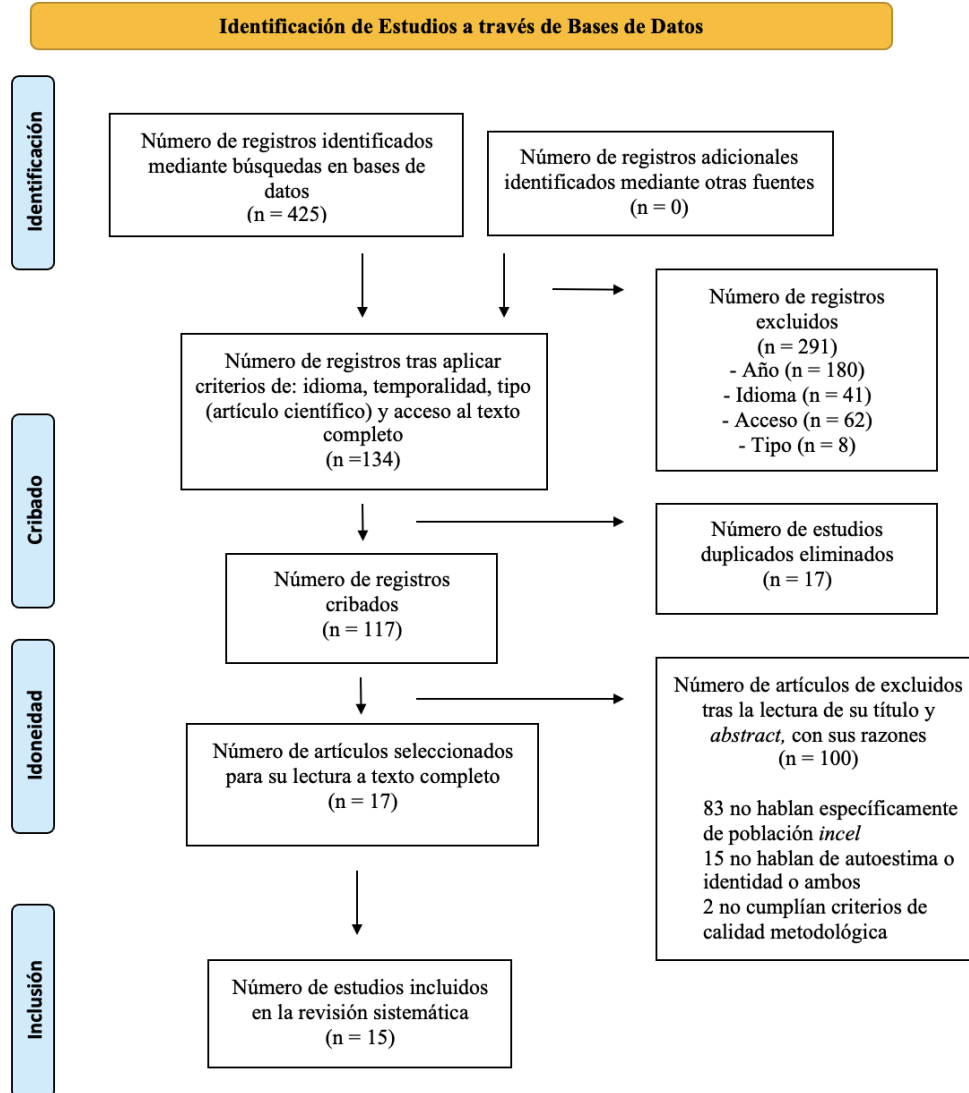 Identificación de Estudios a través de Bases de Datos
Identificación
Número de registros identificados
mediante búsquedas en bases de
datos
(n = 425)
Número de registros adicionales
identificados mediante otras fuentes
(n = 0)
Número de registros
excluidos
(n = 291)
- Año (n = 180)
- Idioma (n = 41)
- Acceso (n = 62)
- Tipo (n = 8)
Número de registros tras aplicar
criterios de: idioma, temporalidad, tipo
(artículo científico) y acceso al texto
completo
(n =134)
Cribado
Número de estudios
duplicados eliminados
(n = 17)
Número de registros
cribados
(n = 117)
Idoneidad
Número de artículos de excluidos
tras la lectura de su título y
abstract, con sus razones
(n = 100)
83 no hablan específicamente
de población incel
15 no hablan de autoestima o
identidad o ambos
2 no cumplían criterios de
calidad metodológica
Número de artículos seleccionados
para su lectura a texto completo
(n = 17)
Inclusión
Número de estudios incluidos
en la revisión sistemática
(n = 15)